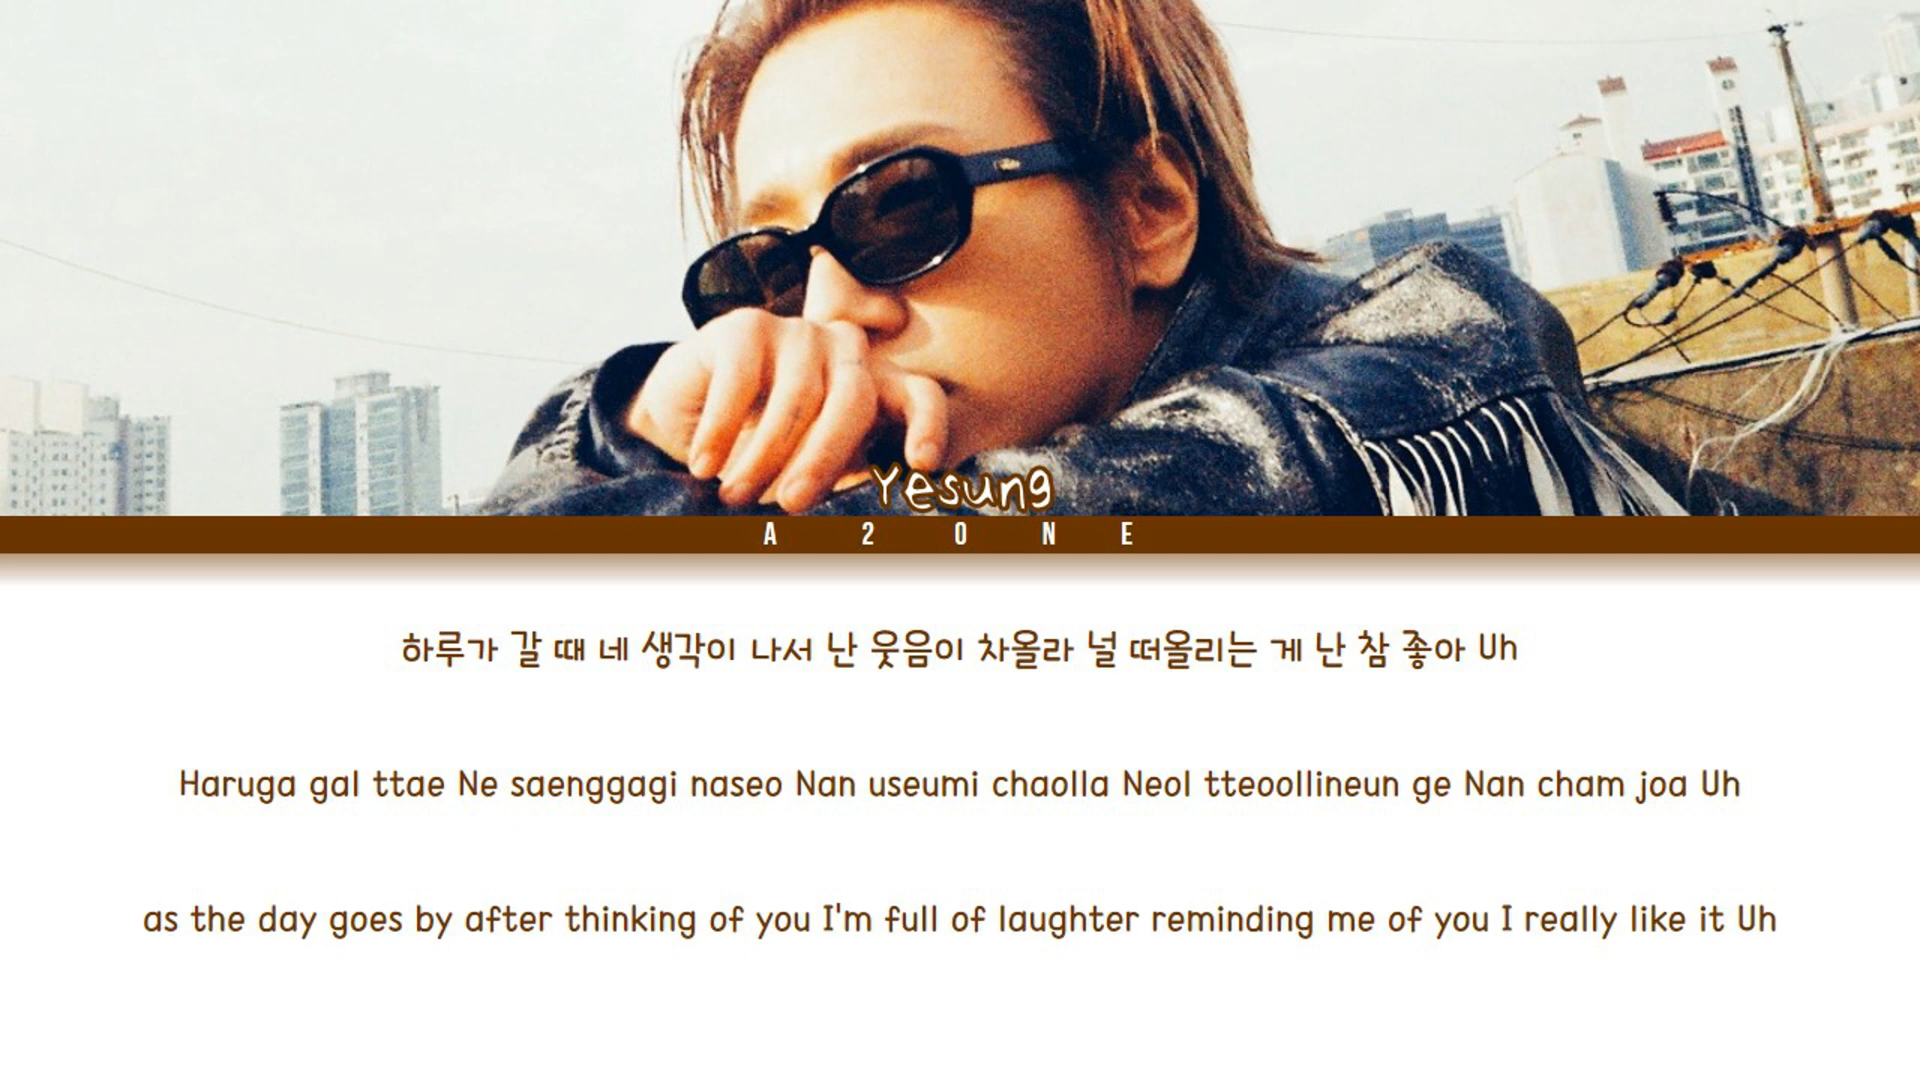 Yesung
A 2 O N E
하루가 갈 때 네 생각이 나서 난 웃음이 차올라 널 떠올리는 게 난 참 좋아 Uh
Haruga gal ttae Ne saenggagi naseo Nan useumi chaolla Neol tteoollineun ge Nan cham joa Uh
as the day goes by after thinking of you I'm full of laughter reminding me of you I really like it Uh